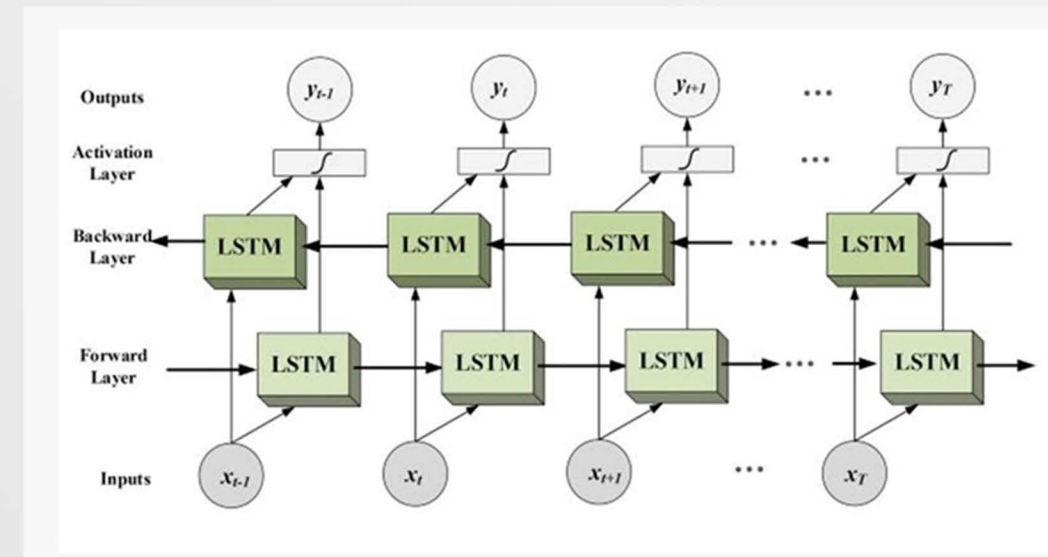 Outputs
y_{t-1} y_t y_{t+1} ... y_T
Activation
Layer
∫ ∫ ∫ ... ∫
Backward
Layer
LSTM LSTM LSTM ... LSTM
Forward
Layer
LSTM LSTM LSTM ... LSTM
Inputs
x_{t-1} x_t x_{t+1} ... x_T